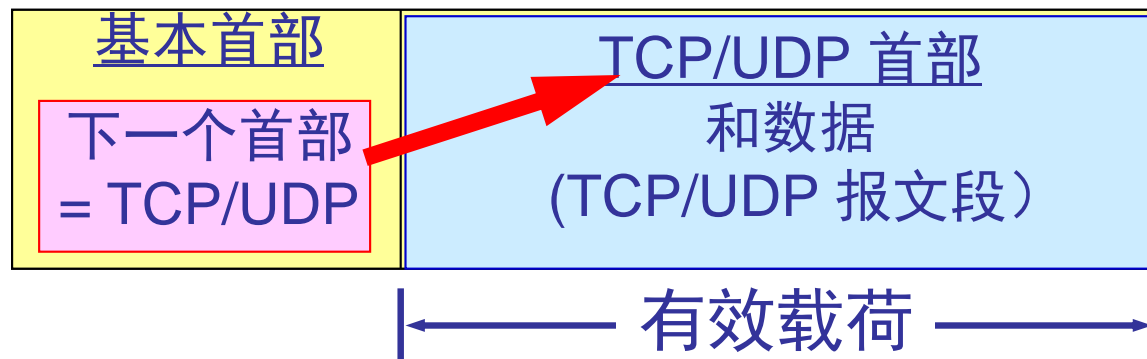 基本首部
下一个首部
= TCP/UDP
TCP/UDP 首部
和数据
(TCP/UDP 报文段）
有效载荷